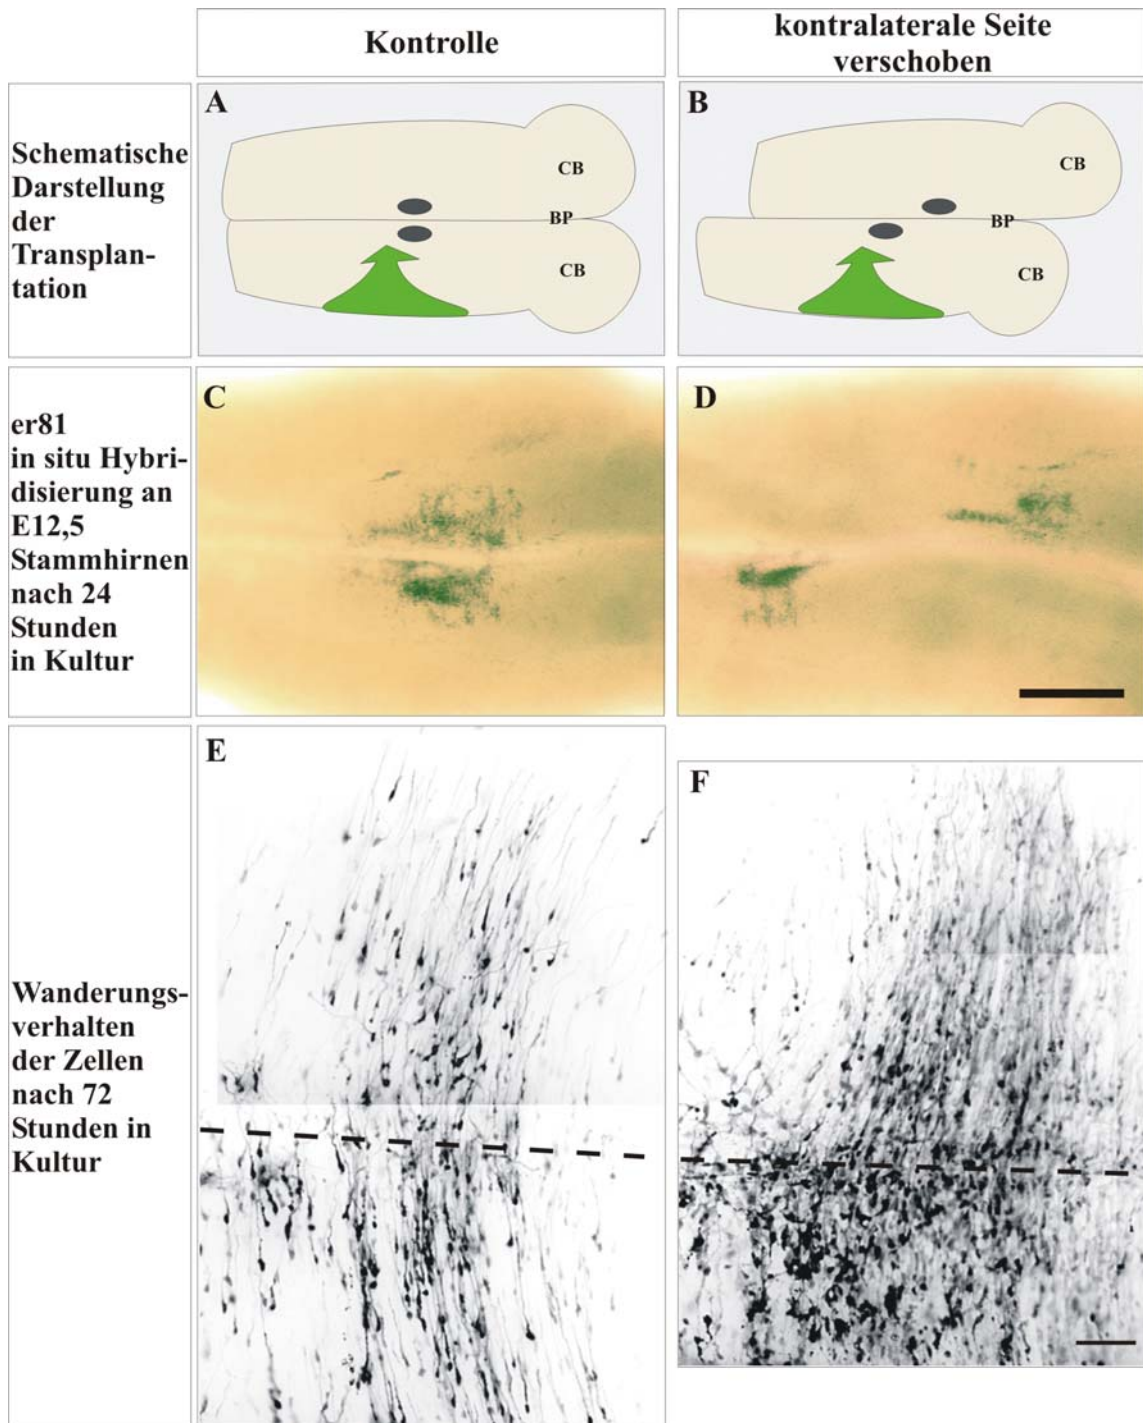 Kontrolle
kontralaterale Seite
verschoben
Schematische
Darstellung
der
Transplan-
tation
A
CB
BP
CB
B
CB
BP
CB
er81
in situ Hybri-
disierung an
E12,5
Stammhirnen
nach 24
Stunden
in Kultur
C
D
Wanderungs-
verhalten
der Zellen
nach 72
Stunden in
Kultur
E
F